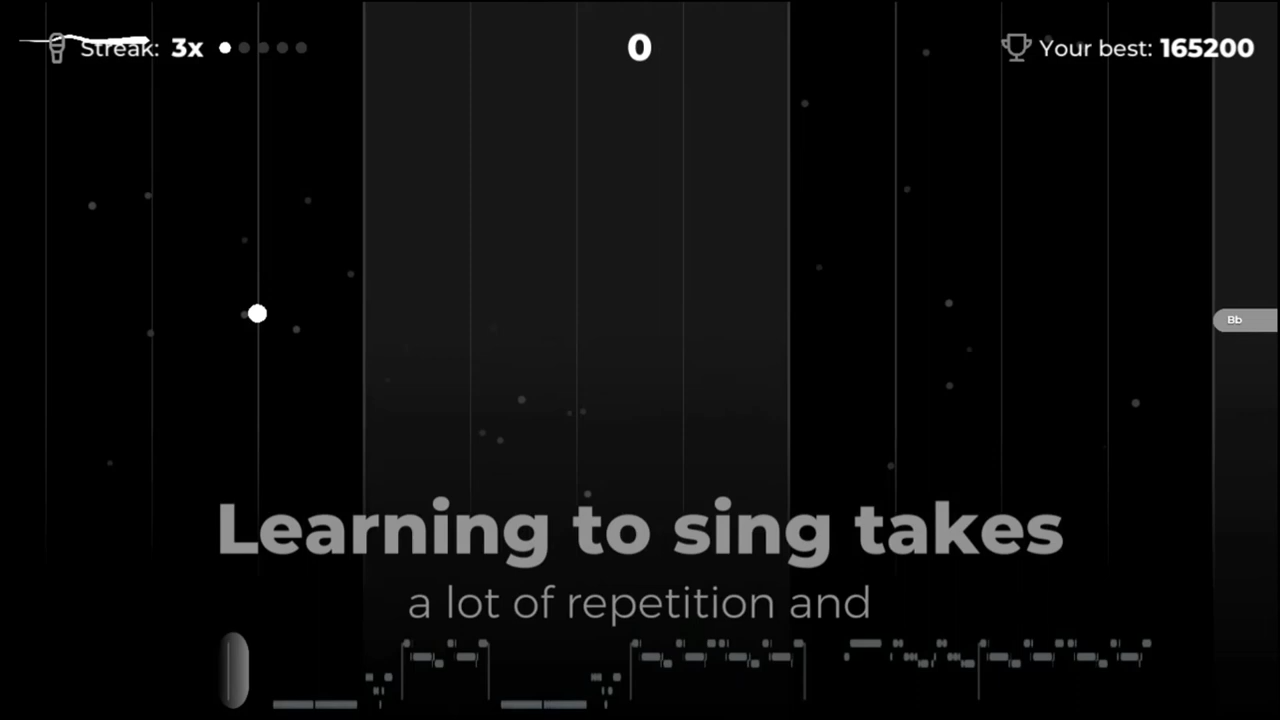 Streak: 3x
0
Your best: 165200
Bb
Learning to sing takes
a lot of repetition and